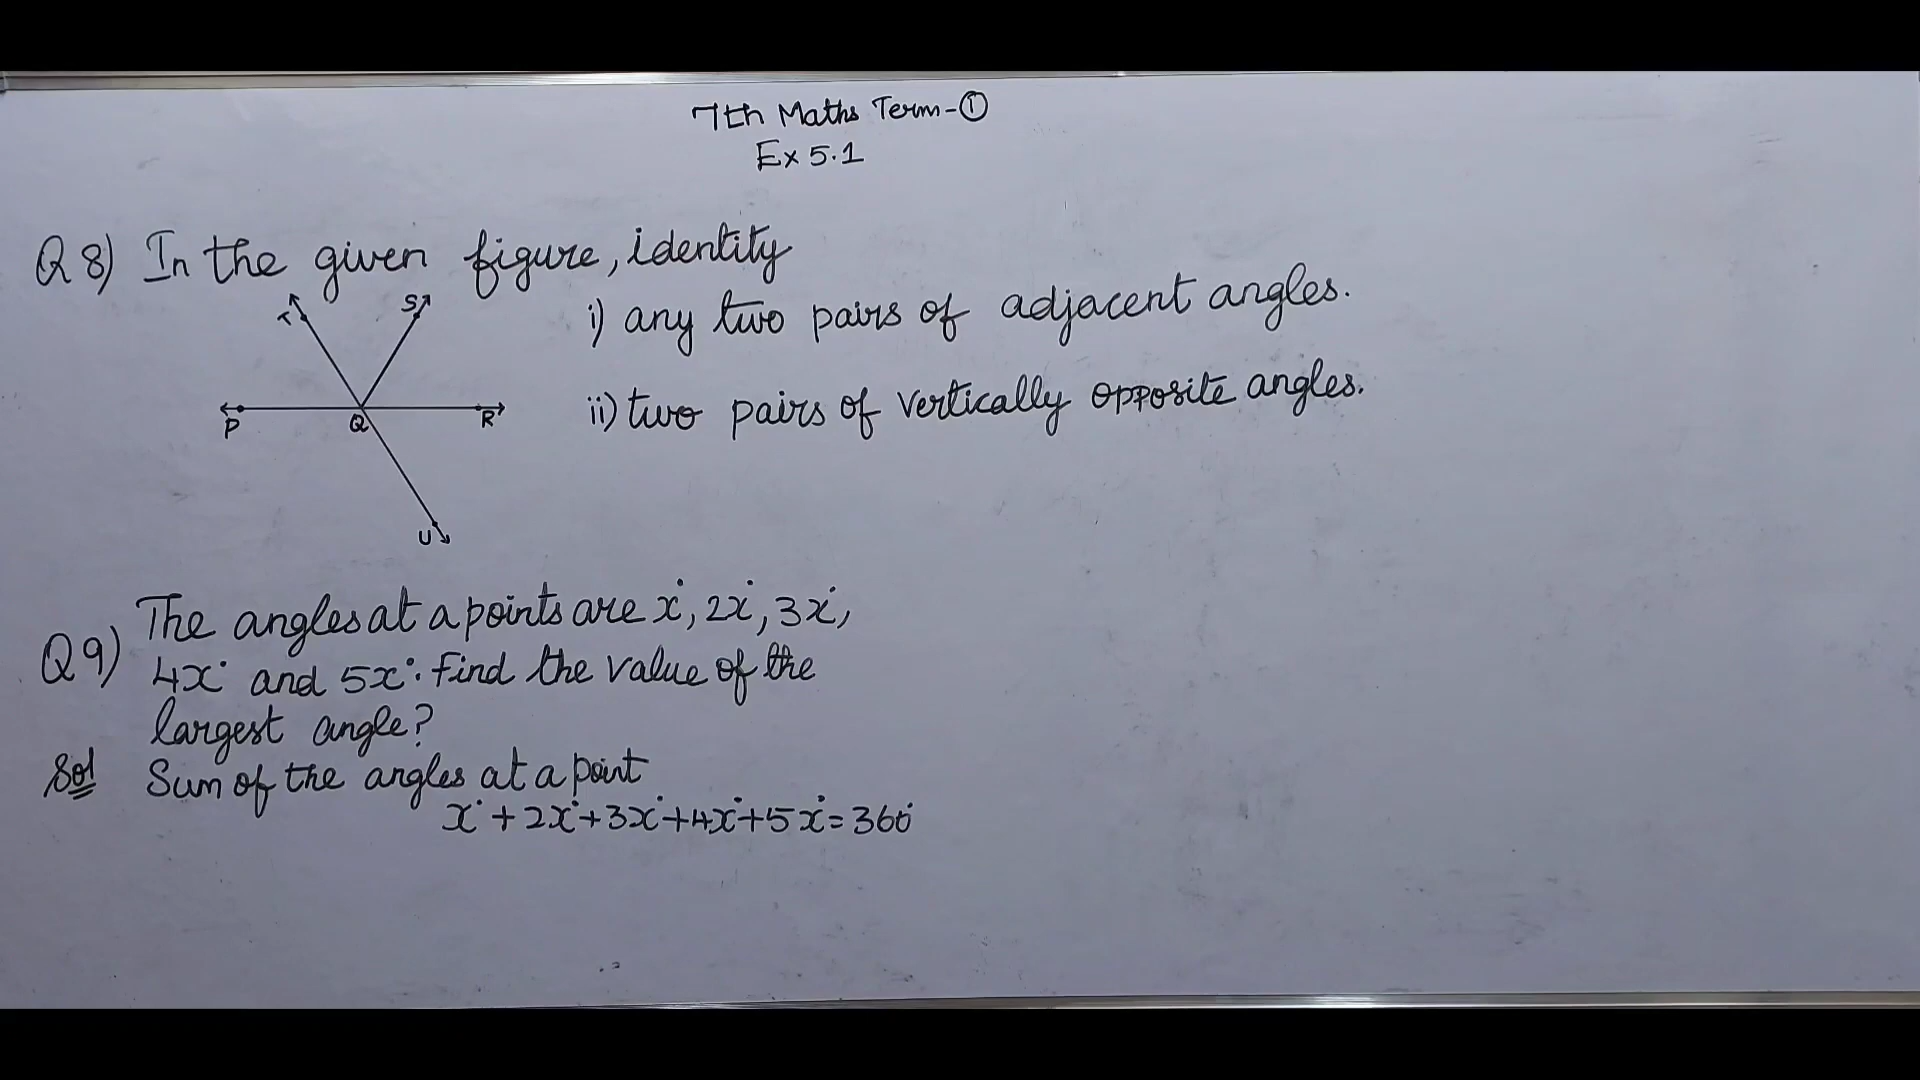 7th Maths Term-①
Ex 5.1
Q 8) In the given figure, identity
i) any two pairs of adjacent angles.
ii) two pairs of vertically opposite angles.
T
S
P
Q
R
U
Q 9) The angles at a points are x°, 2x°, 3x°,
4x° and 5x°. Find the value of the
largest angle?
Sol Sum of the angles at a point
x° + 2x° + 3x° + 4x° + 5x° = 360°